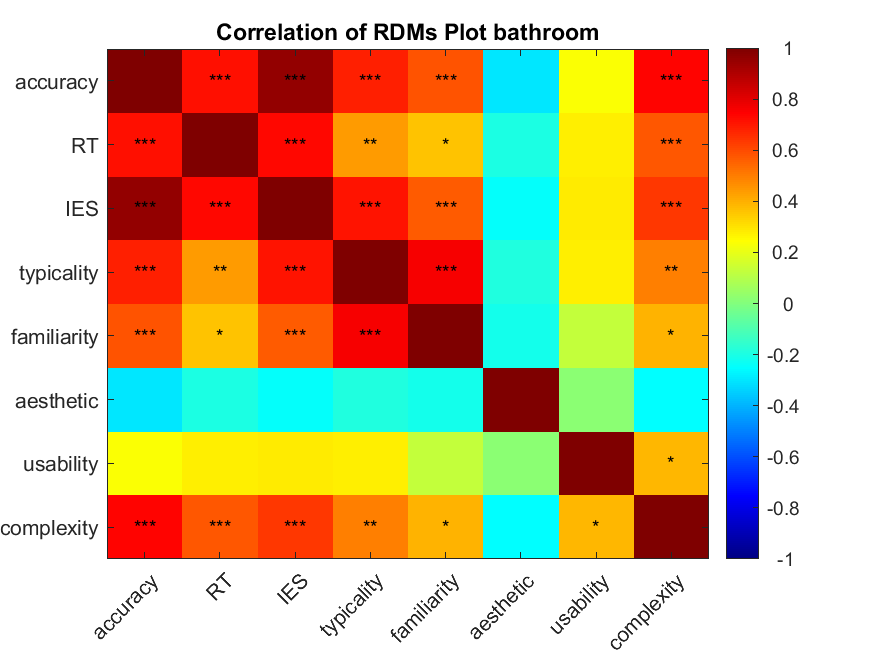 Correlation of RDMs Plot bathroom
accuracy *** *** *** *** ***
RT *** *** ** * ***
IES *** *** *** *** ***
typicality *** ** *** *** **
familiarity *** * *** *** *
aesthetic
usability *
complexity *** *** *** ** * *
accuracy RT IES typicality familiarity aesthetic usability complexity
1
0.8
0.6
0.4
0.2
0
-0.2
-0.4
-0.6
-0.8
-1